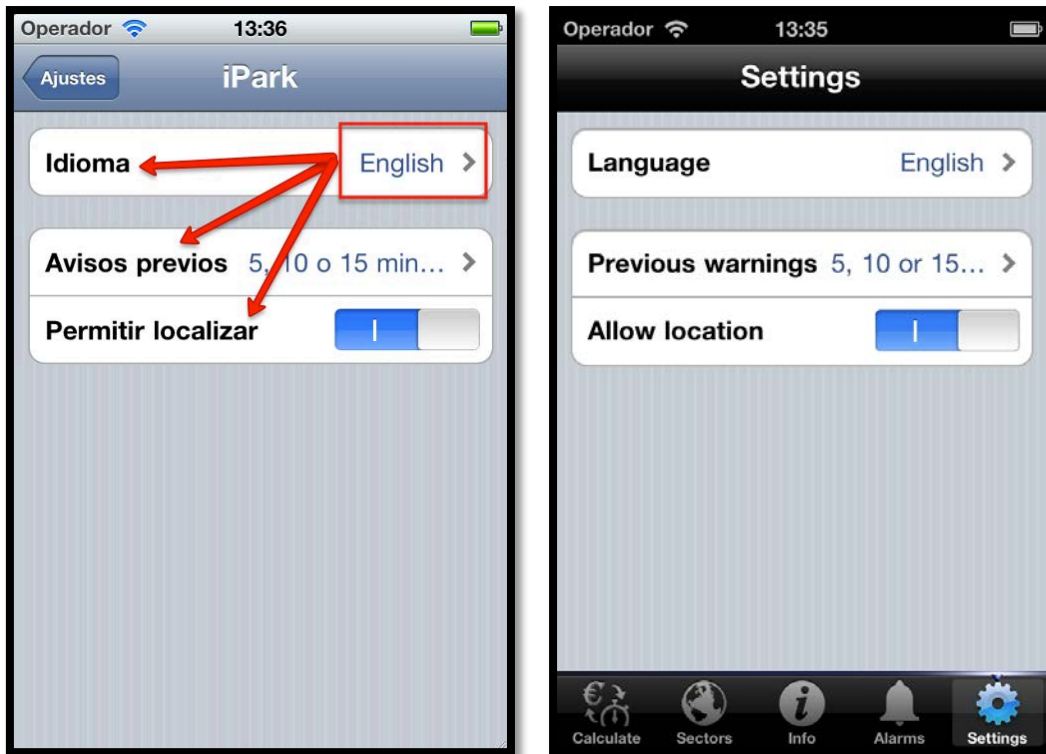 Operador 13:36
Ajustes iPark
Idioma English
Avisos previos 5, 10 o 15 min...
Permitir localizar
Operador 13:35
Settings
Language English
Previous warnings 5, 10 or 15...
Allow location
Calculate Sectors Info Alarms Settings